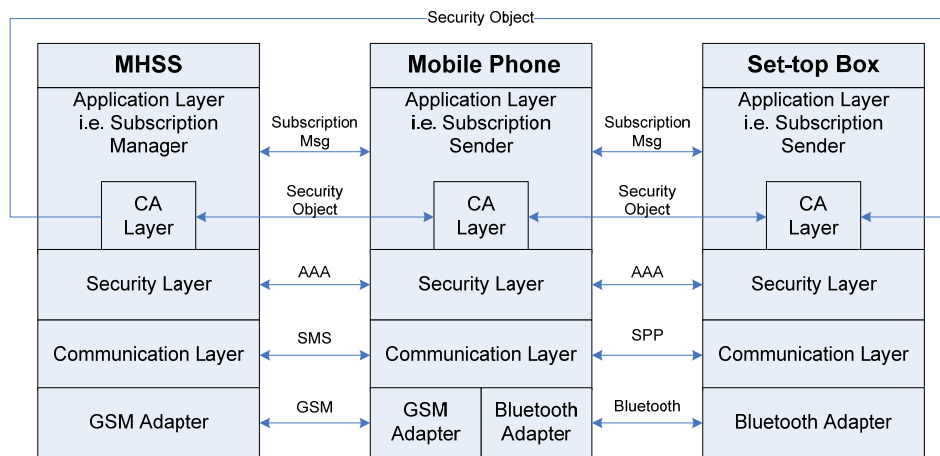 Security Object
MHSS
Mobile Phone
Set-top Box
Application Layer
i.e. Subscription
Manager
Subscription
Msg
Application Layer
i.e. Subscription
Sender
Subscription
Msg
Application Layer
i.e. Subscription
Sender
CA
Layer
Security
Object
CA
Layer
Security
Object
CA
Layer
Security Layer
AAA
Security Layer
AAA
Security Layer
Communication Layer
SMS
Communication Layer
SPP
Communication Layer
GSM Adapter
GSM
GSM
Adapter
Bluetooth
Adapter
Bluetooth
Bluetooth Adapter